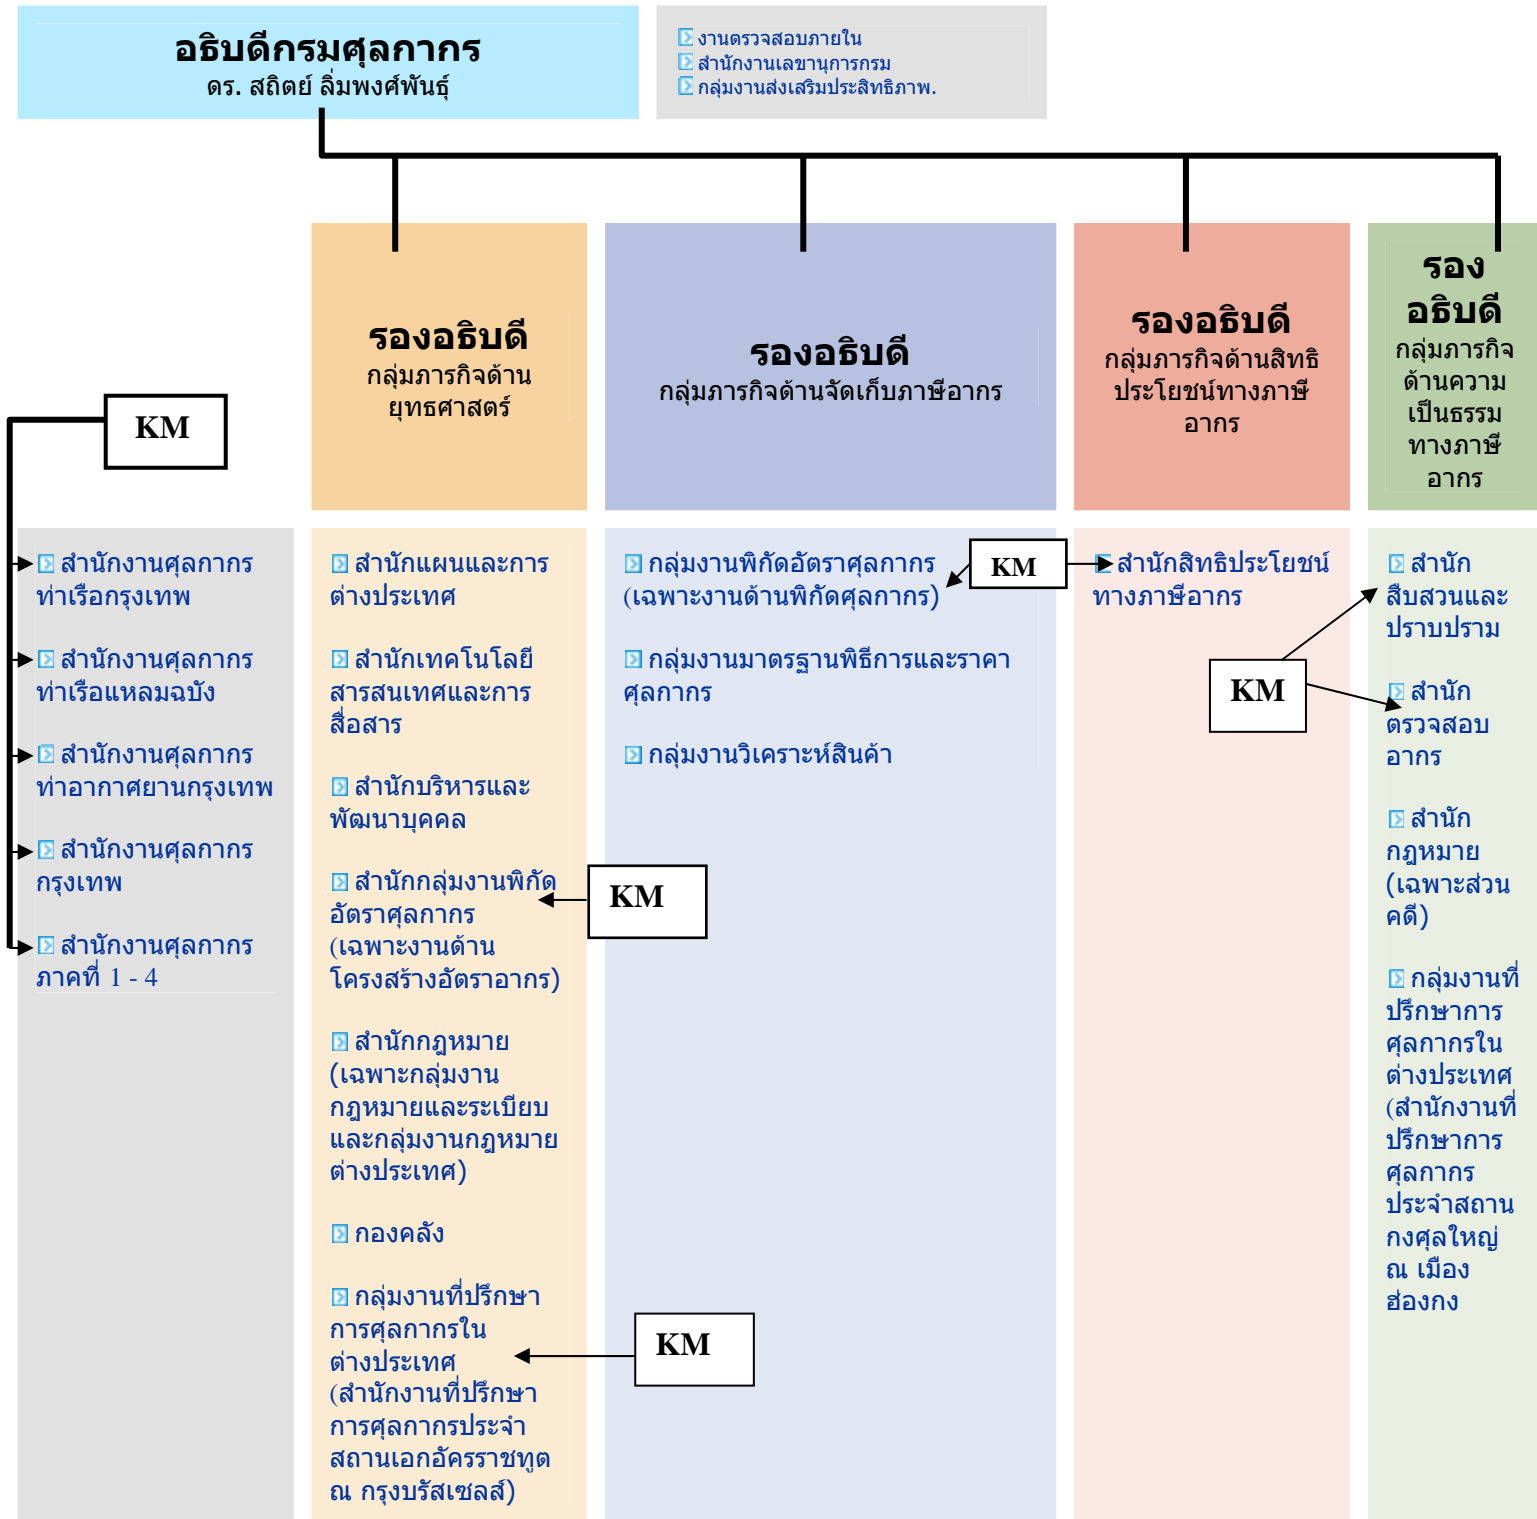 อธิบดีกรมศุลกากร
ดร. สถิตย์ ลิ่มพงศ์พันธุ์
งานตรวจสอบภายใน
สำนักงานเลขานุการกรม
กลุ่มงานส่งเสริมประสิทธิภาพ.
รองอธิบดี
กลุ่มภารกิจด้าน
ยุทธศาสตร์
รองอธิบดี
กลุ่มภารกิจด้านจัดเก็บภาษีอากร
รองอธิบดี
กลุ่มภารกิจด้านสิทธิ
ประโยชน์ทางภาษี
อากร
รอง
อธิบดี
กลุ่มภารกิจ
ด้านความ
เป็นธรรม
ทางภาษี
อากร
KM
สำนักงานศุลกากร
ท่าเรือกรุงเทพ
สำนักงานศุลกากร
ท่าเรือแหลมฉบัง
สำนักงานศุลกากร
ท่าอากาศยานกรุงเทพ
สำนักงานศุลกากร
กรุงเทพ
สำนักงานศุลกากร
ภาคที่ 1 - 4
สำนักแผนและการ
ต่างประเทศ
สำนักเทคโนโลยี
สารสนเทศและการ
สื่อสาร
สำนักบริหารและ
พัฒนาบุคคล
สำนักกลุ่มงานพิกัด
อัตราศุลกากร
(เฉพาะงานด้าน
โครงสร้างอัตราอากร)
สำนักกฎหมาย
(เฉพาะกลุ่มงาน
กฎหมายและระเบียบ
และกลุ่มงานกฎหมาย
ต่างประเทศ)
กองคลัง
กลุ่มงานที่ปรึกษา
การศุลกากรใน
ต่างประเทศ
(สำนักงานที่ปรึกษา
การศุลกากรประจำ
สถานเอกอัครราชทูต
ณ กรุงบรัสเซลส์)
KM
KM
กลุ่มงานพิกัดอัตราศุลกากร
(เฉพาะงานด้านพิกัดศุลกากร)
กลุ่มงานมาตรฐานพิธีการและราคา
ศุลกากร
กลุ่มงานวิเคราะห์สินค้า
KM
สำนักสิทธิประโยชน์
ทางภาษีอากร
KM
สำนัก
สืบสวนและ
ปราบปราม
สำนัก
ตรวจสอบ
อากร
สำนัก
กฎหมาย
(เฉพาะส่วน
คดี)
กลุ่มงานที่
ปรึกษาการ
ศุลกากรใน
ต่างประเทศ
(สำนักงานที่
ปรึกษาการ
ศุลกากร
ประจำสถาน
กงศุลใหญ่
ณ เมือง
ฮ่องกง